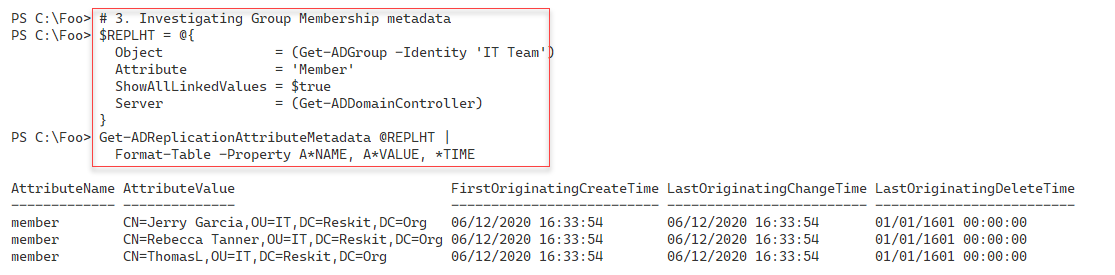 PS C:\Foo> # 3. Investigating Group Membership metadata
PS C:\Foo> $REPLHT = @{
  Object              = (Get-ADGroup -Identity 'IT Team')
  Attribute           = 'Member'
  ShowAllLinkedValues = $true
  Server              = (Get-ADDomainController)
}
PS C:\Foo> Get-ADReplicationAttributeMetadata @REPLHT |
  Format-Table -Property A*NAME, A*VALUE, *TIME
AttributeName AttributeValue                          FirstOriginatingCreateTime LastOriginatingChangeTime LastOriginatingDeleteTime
------------- --------------                          -------------------------- ------------------------- -------------------------
member        CN=Jerry Garcia,OU=IT,DC=Reskit,DC=Org   06/12/2020 16:33:54        06/12/2020 16:33:54       01/01/1601 00:00:00
member        CN=Rebecca Tanner,OU=IT,DC=Reskit,DC=Org 06/12/2020 16:33:54        06/12/2020 16:33:54       01/01/1601 00:00:00
member        CN=ThomasL,OU=IT,DC=Reskit,DC=Org        06/12/2020 16:33:54        06/12/2020 16:33:54       01/01/1601 00:00:00